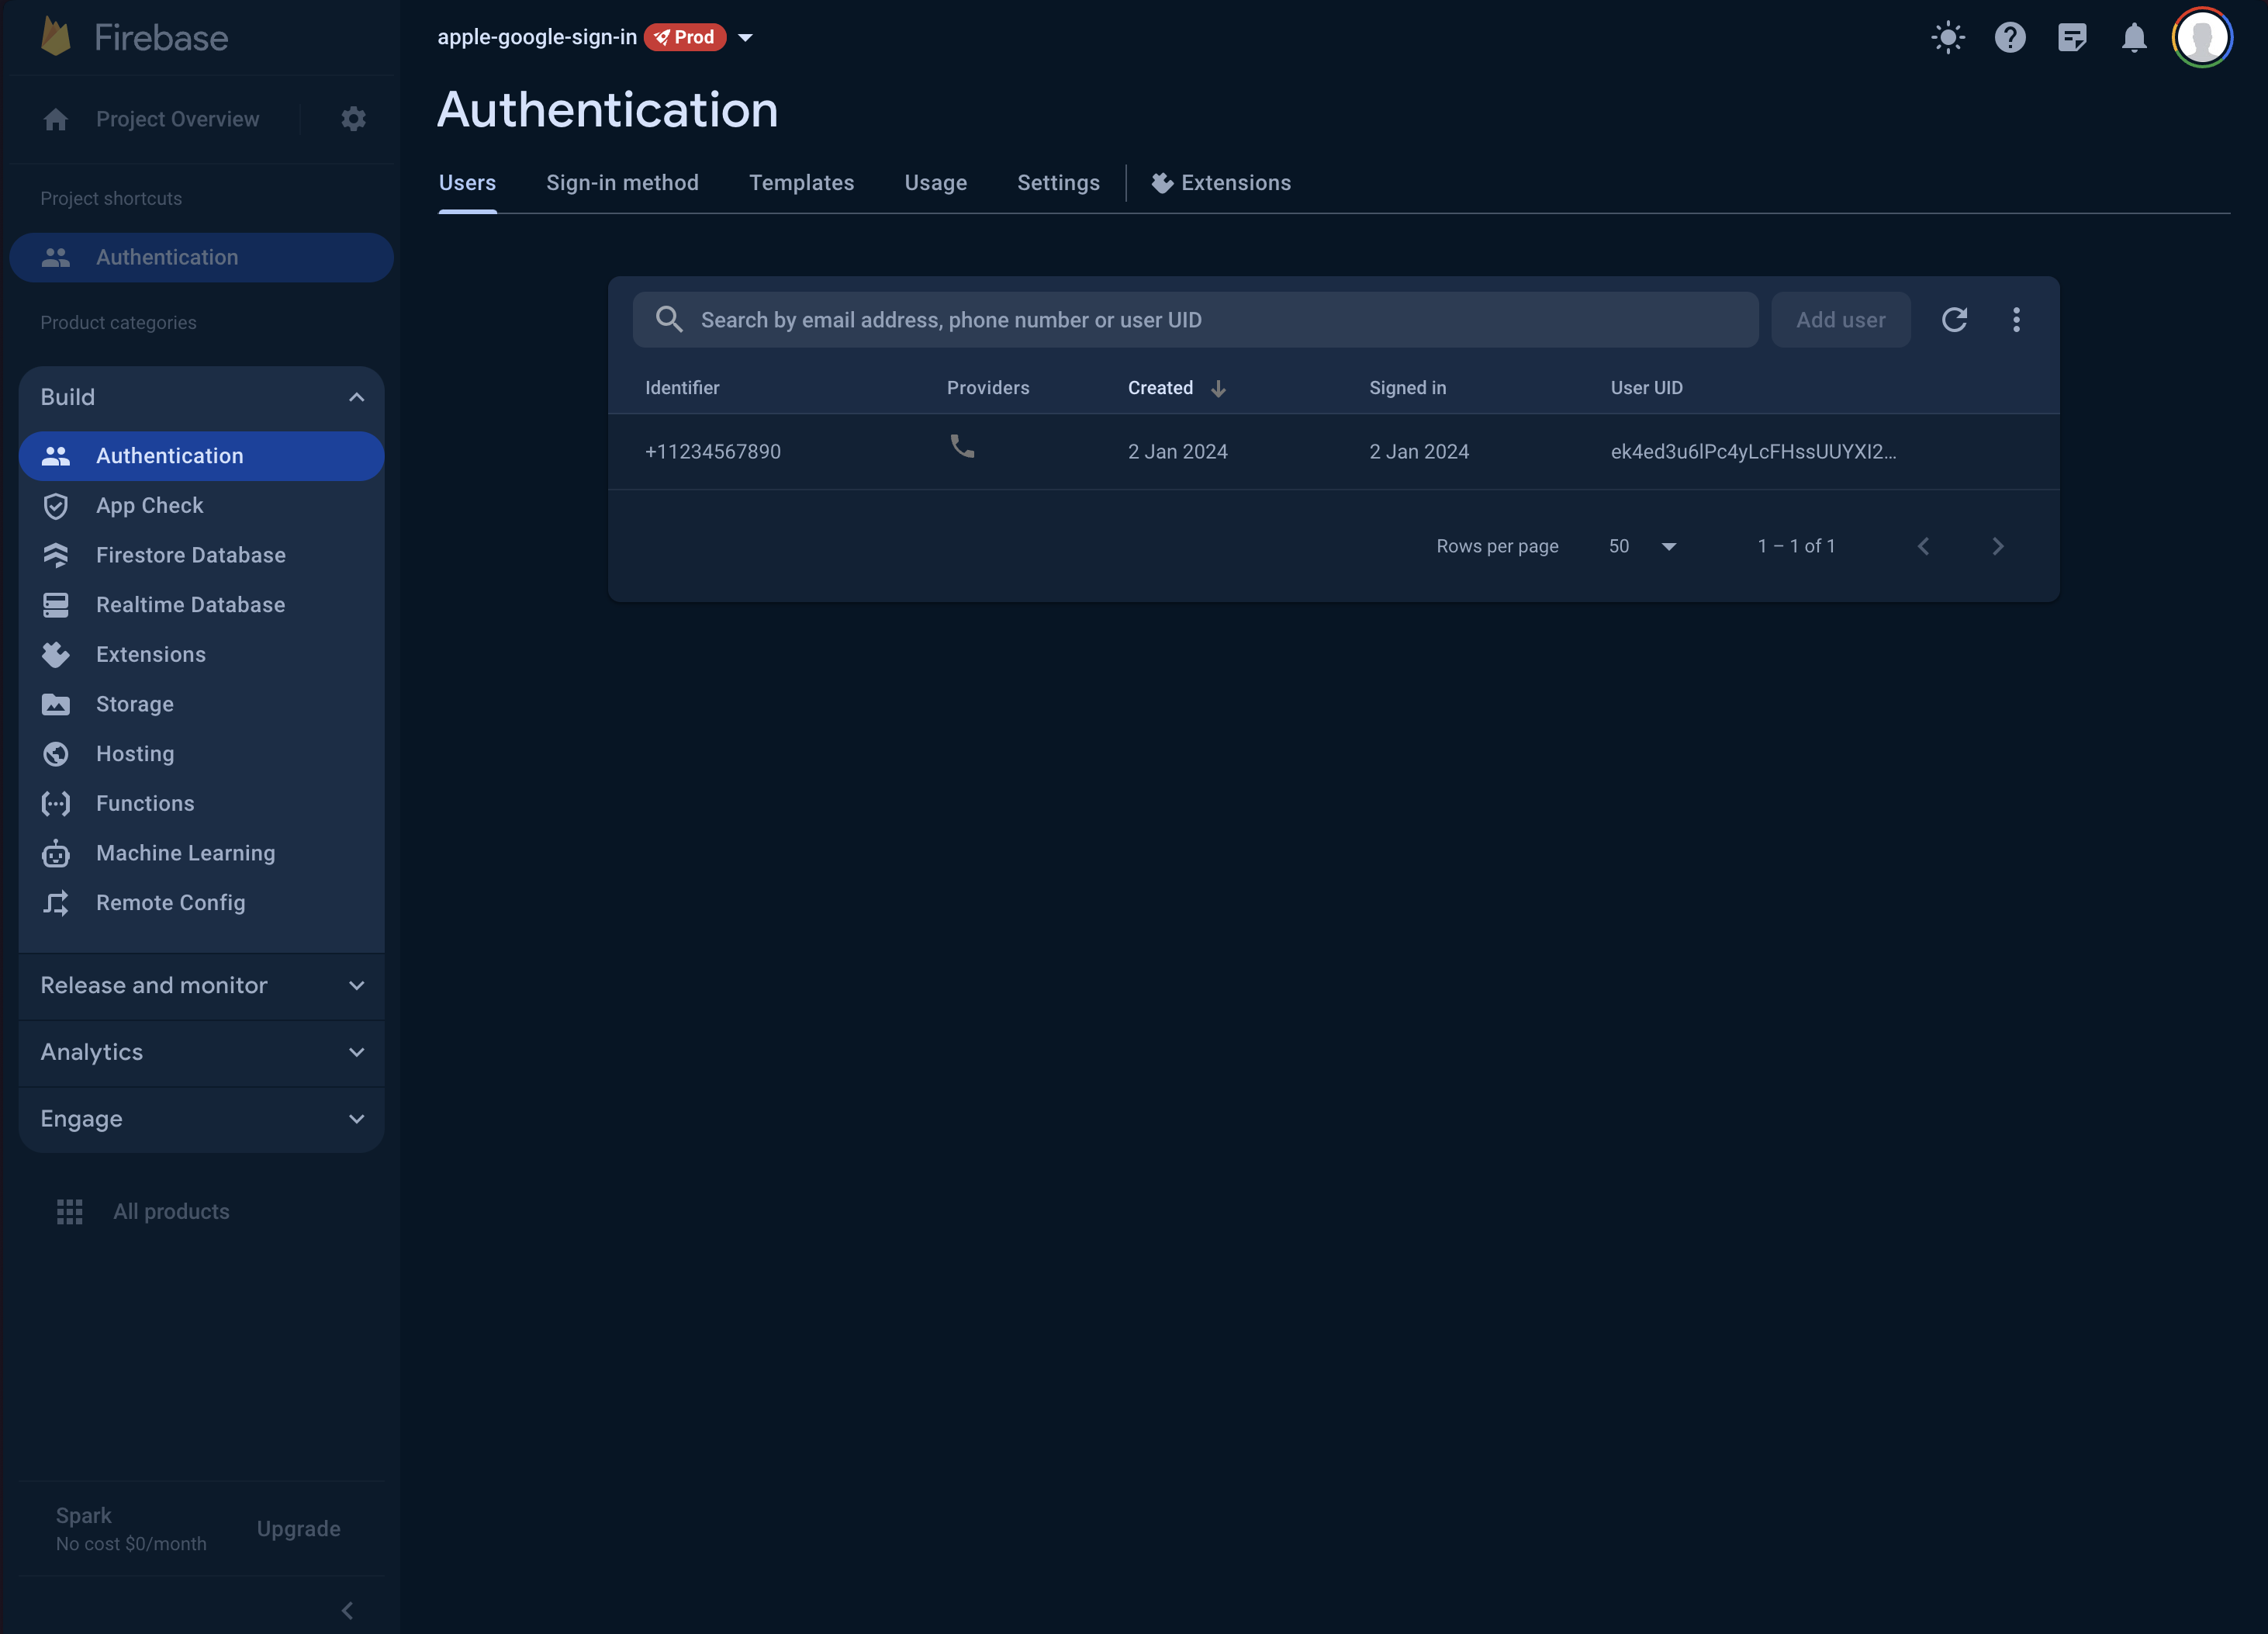 Firebase
Project Overview
Project shortcuts
Authentication
Product categories
Build
Authentication
App Check
Firestore Database
Realtime Database
Extensions
Storage
Hosting
Functions
Machine Learning
Remote Config
Release and monitor
Analytics
Engage
All products
Spark
No cost $0/month
Upgrade
apple-google-sign-in Prod
Authentication
Users Sign-in method Templates Usage Settings Extensions
Search by email address, phone number or user UID Add user
Identifier Providers Created Signed in User UID
+11234567890 2 Jan 2024 2 Jan 2024 ek4ed3u6lPc4yLcFHssUUYXI2...
Rows per page 50 1 – 1 of 1